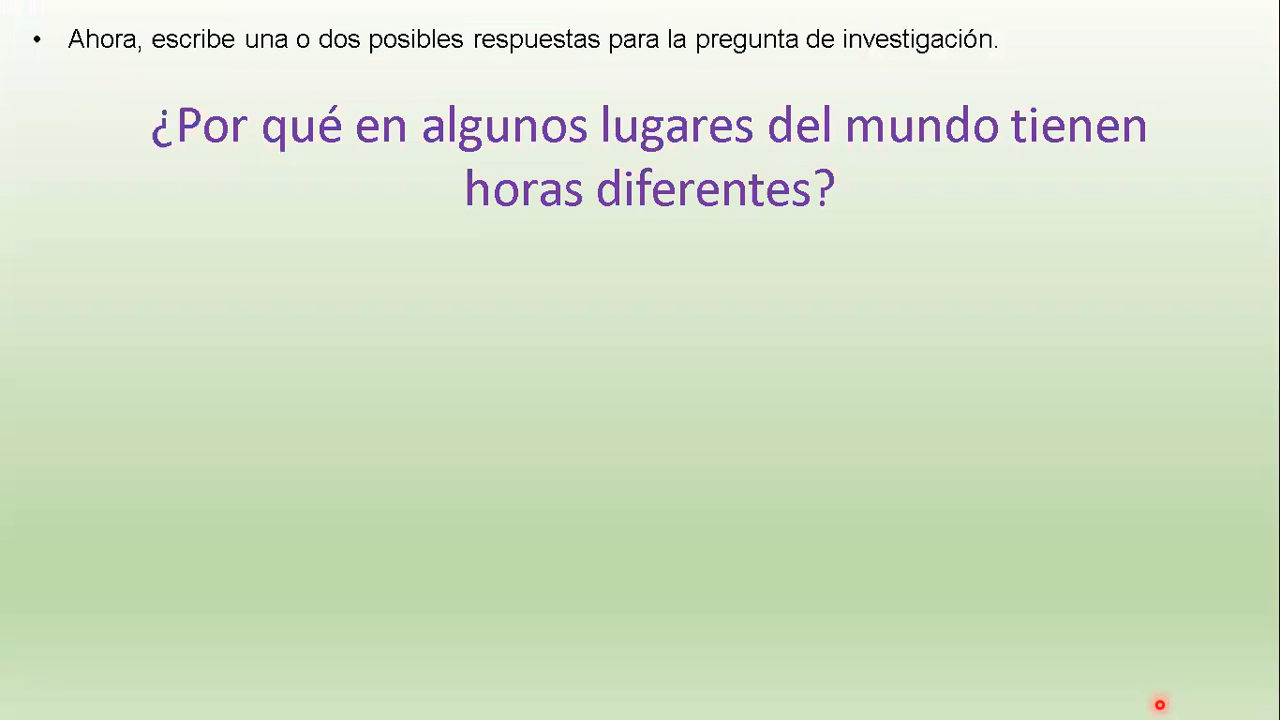 • Ahora, escribe una o dos posibles respuestas para la pregunta de investigación.
¿Por qué en algunos lugares del mundo tienen
horas diferentes?